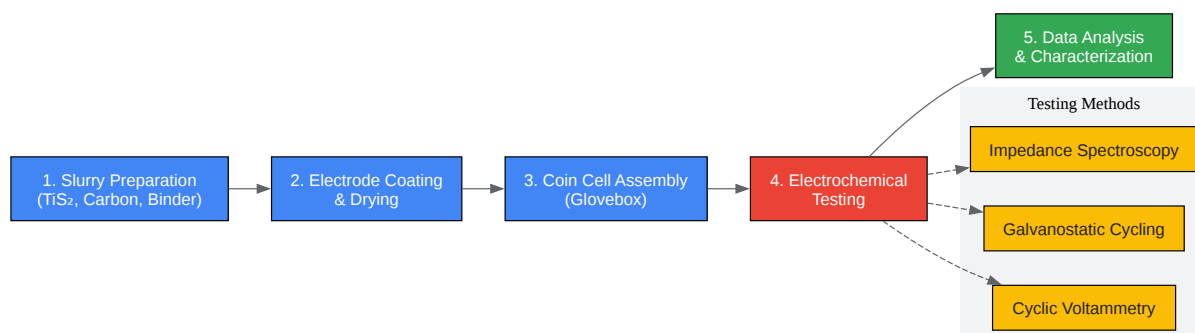 1. Slurry Preparation
(TiS₂, Carbon, Binder)
2. Electrode Coating
& Drying
3. Coin Cell Assembly
(Glovebox)
4. Electrochemical
Testing
5. Data Analysis
& Characterization
Testing Methods
Impedance Spectroscopy
Galvanostatic Cycling
Cyclic Voltammetry